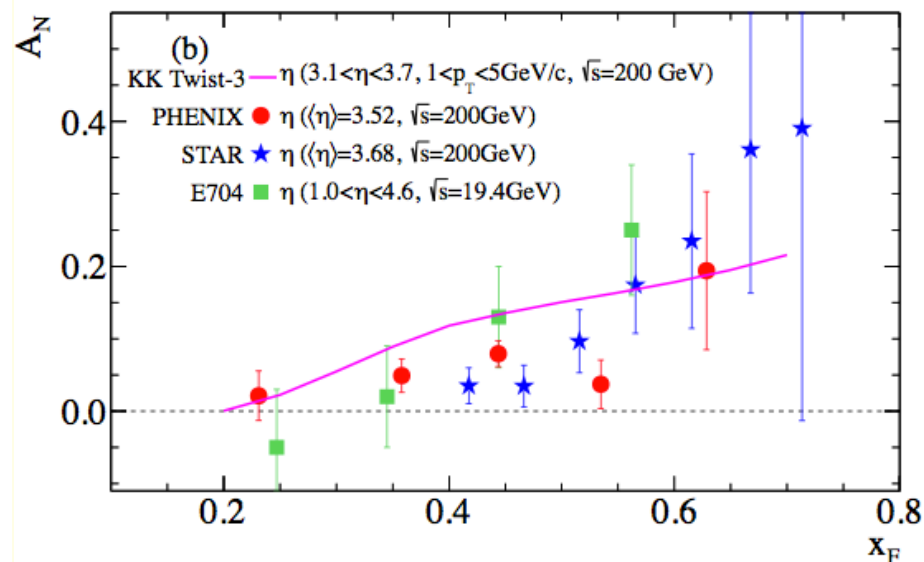 A_N
(b)
KK Twist-3 η (3.1<η<3.7, 1<p_T<5GeV/c, √s=200 GeV)
PHENIX η (⟨η⟩=3.52, √s=200GeV)
STAR η (⟨η⟩=3.68, √s=200GeV)
E704 η (1.0<η<4.6, √s=19.4GeV)
0.4
0.2
0.0
0.2 0.4 0.6 0.8
x_F